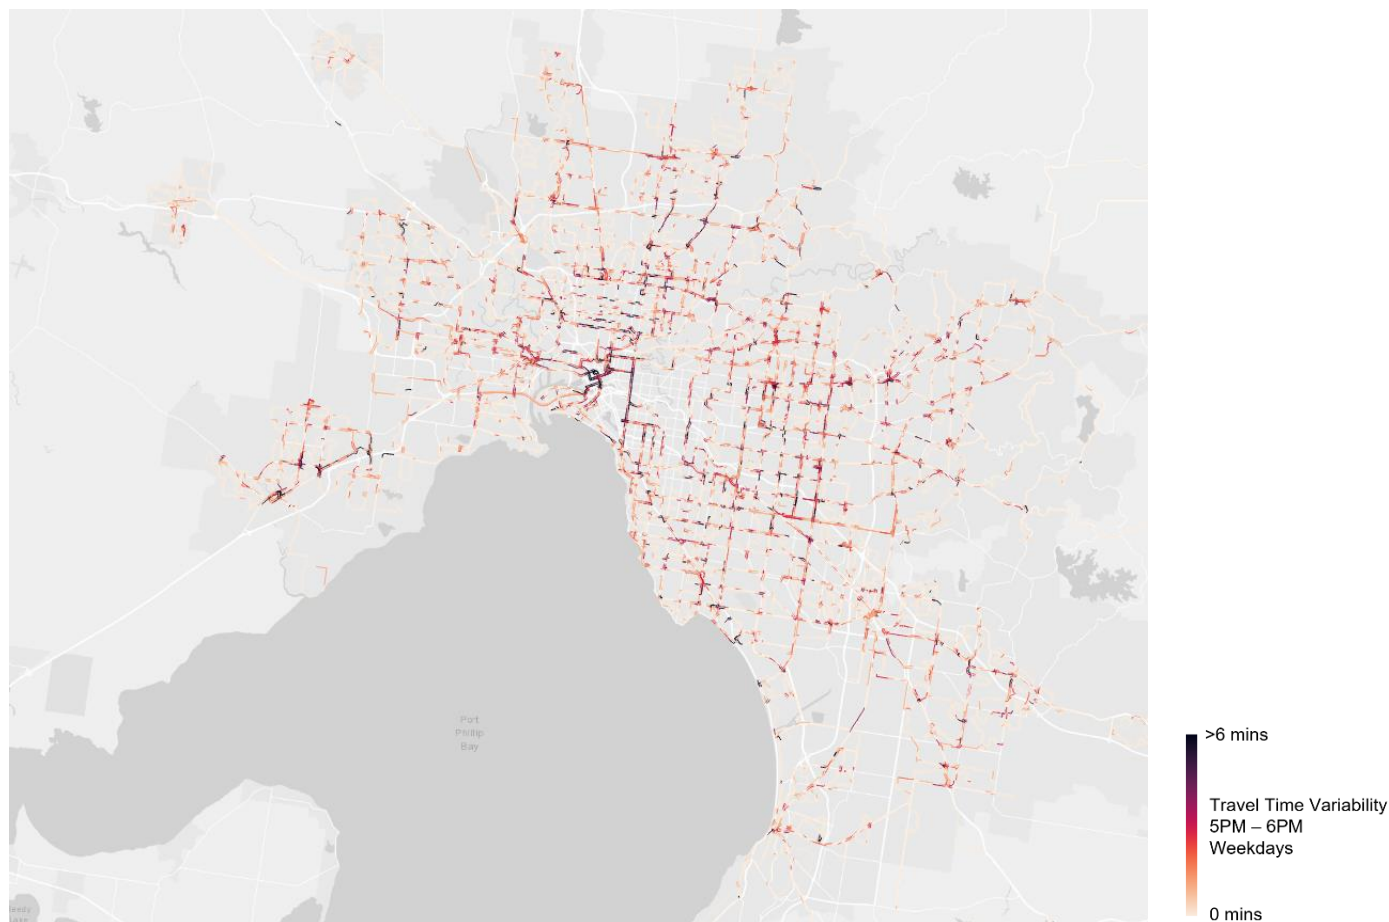 Port
Phillip
Bay
>6 mins
Travel Time Variability
5PM – 6PM
Weekdays
0 mins